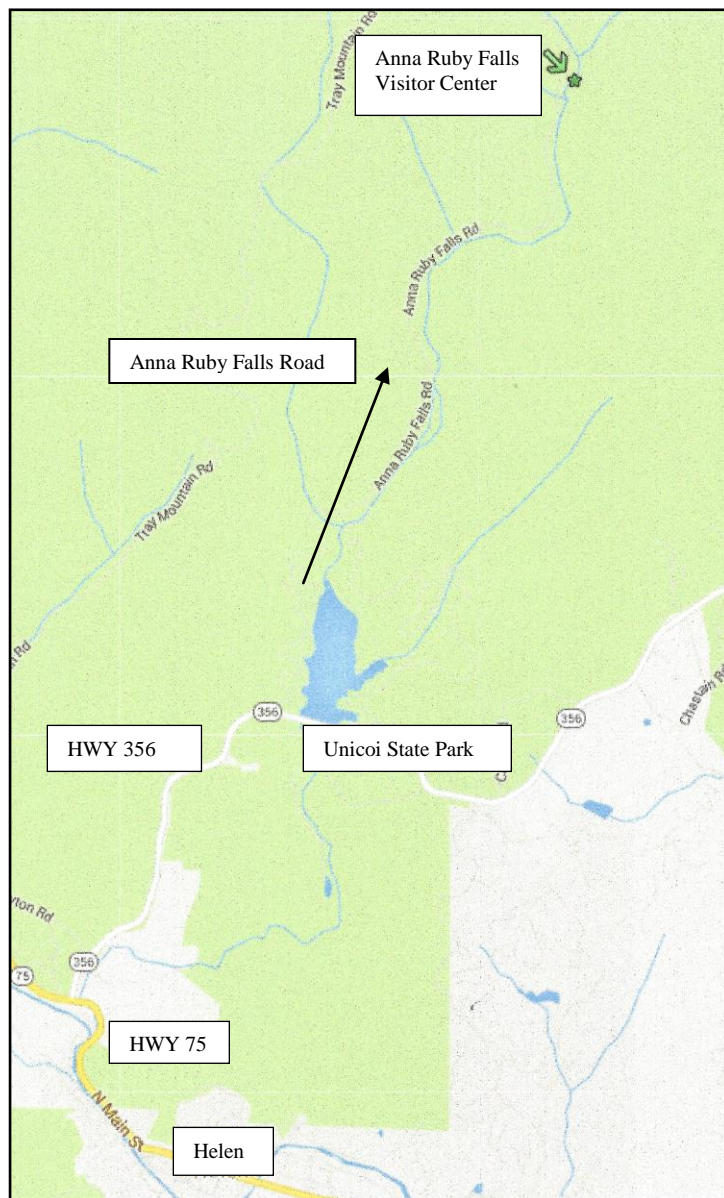 Tray Mountain Rd
Anna Ruby Falls
Visitor Center
Anna Ruby Falls Rd
Anna Ruby Falls Road
Anna Ruby Falls Rd
Tray Mountain Rd
Rd
Chastain Rd
356
356
HWY 356
Unicoi State Park
Rd
356
75
HWY 75
N Main St
Helen